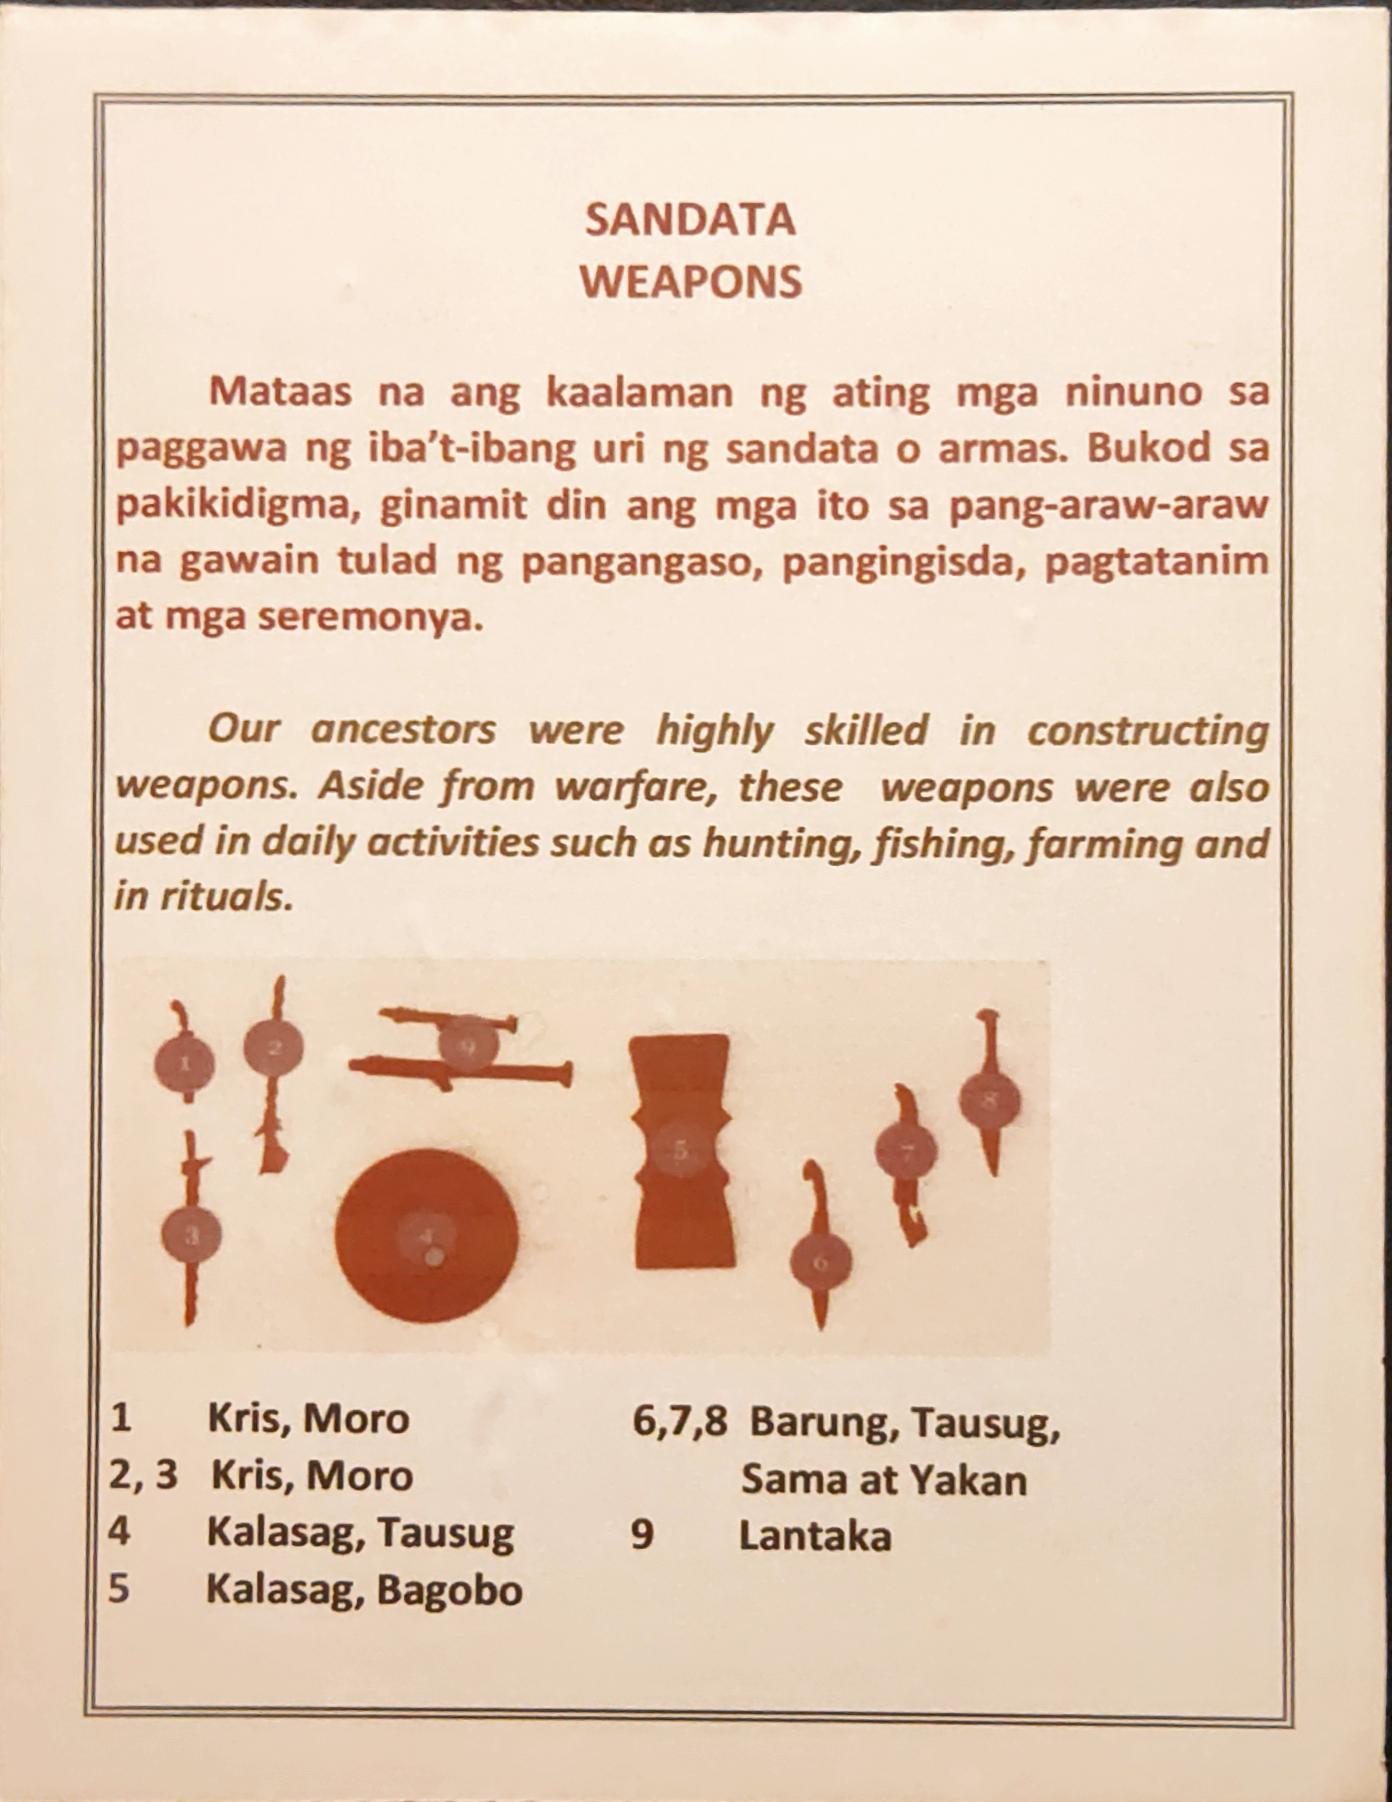 SANDATA
WEAPONS
Mataas na ang kaalaman ng ating mga ninuno sa
paggawa ng iba't-ibang uri ng sandata o armas. Bukod sa
pakikidigma, ginamit din ang mga ito sa pang-araw-araw
na gawain tulad ng pangangaso, pangingisda, pagtatanim
at mga seremonya.
Our ancestors were highly skilled in constructing
weapons. Aside from warfare, these weapons were also
used in daily activities such as hunting, fishing, farming and
in rituals.
1
2
9
5
8
7
3
4
6
1 Kris, Moro
2, 3 Kris, Moro
4 Kalasag, Tausug
5 Kalasag, Bagobo
6,7,8 Barung, Tausug,
Sama at Yakan
9 Lantaka